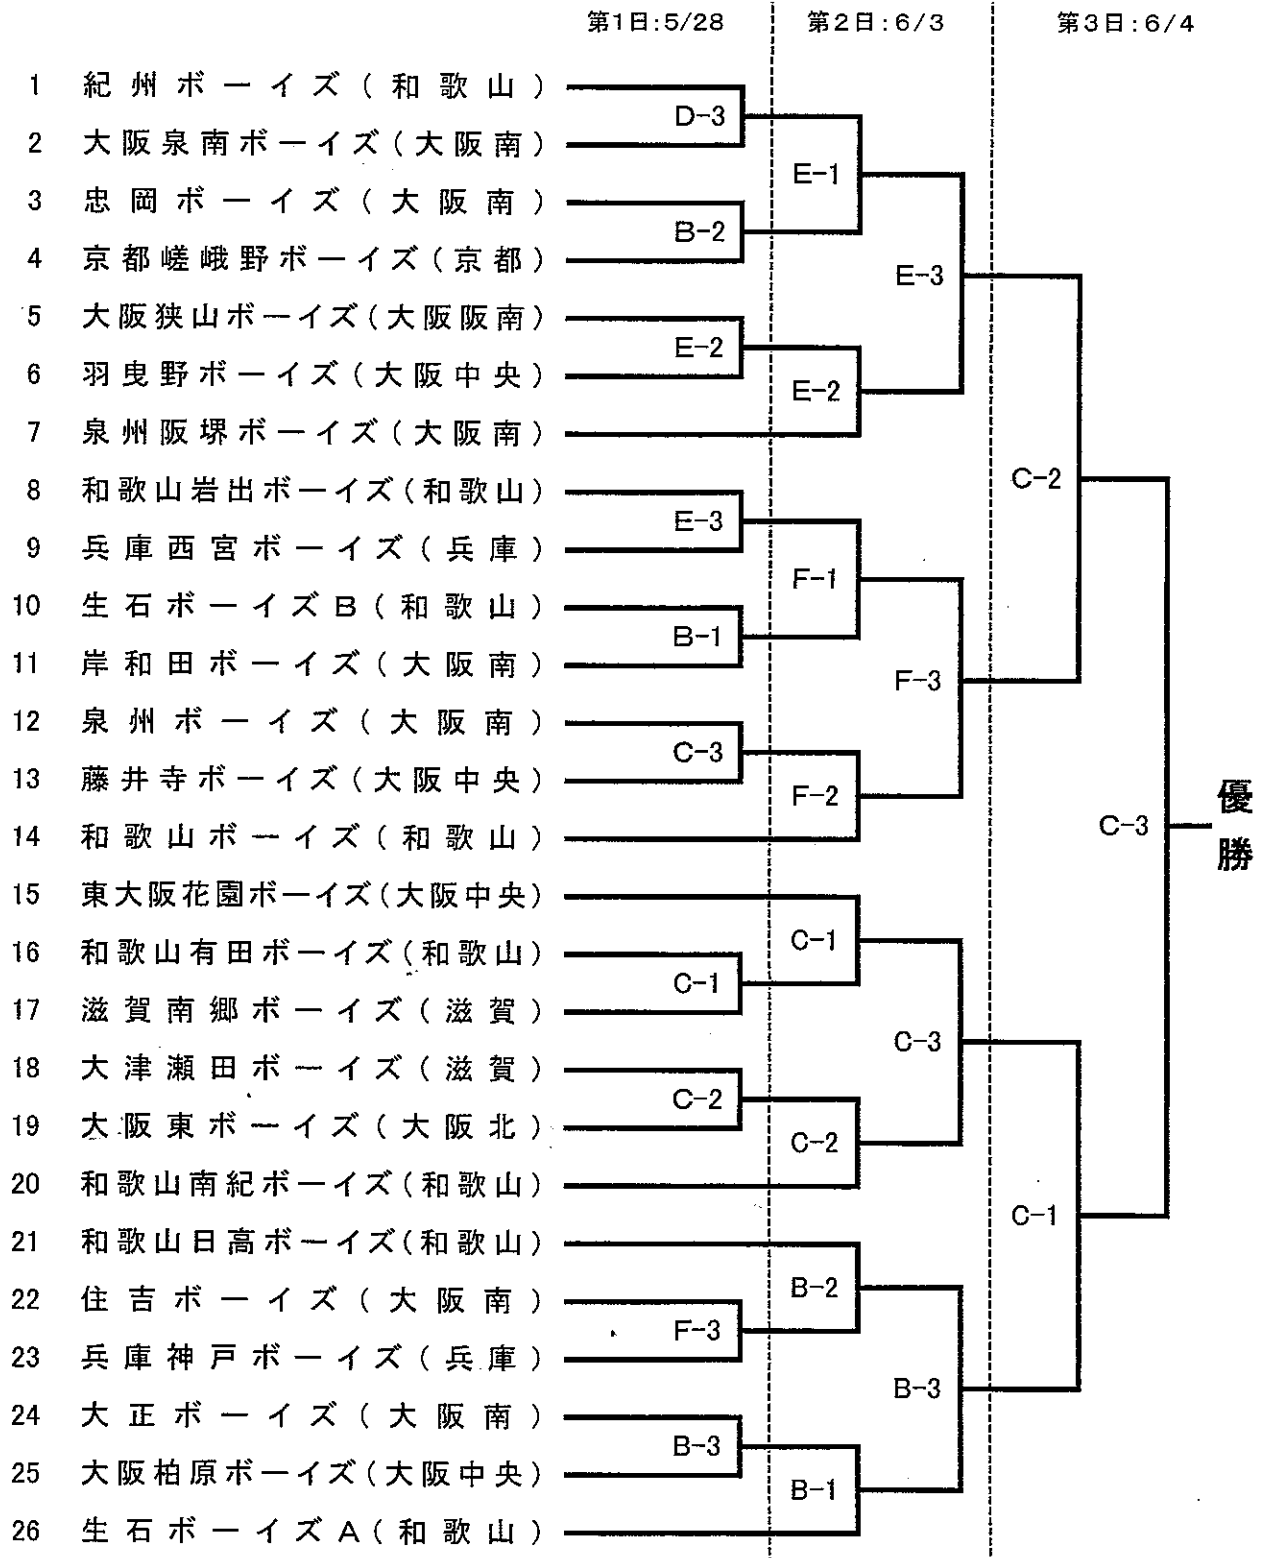 第1日:5/28 第2日:6/3 第3日:6/4
1 紀州ボーイズ(和歌山)
D-3
2 大阪泉南ボーイズ(大阪南)
E-1
3 忠岡ボーイズ(大阪南)
B-2
4 京都嵯峨野ボーイズ(京都)
E-3
5 大阪狭山ボーイズ(大阪阪南)
E-2
6 羽曳野ボーイズ(大阪中央)
E-2
7 泉州阪堺ボーイズ(大阪南)
C-2
8 和歌山岩出ボーイズ(和歌山)
E-3
9 兵庫西宮ボーイズ(兵庫)
F-1
10 生石ボーイズB(和歌山)
B-1
11 岸和田ボーイズ(大阪南)
F-3
12 泉州ボーイズ(大阪南)
C-3
13 藤井寺ボーイズ(大阪中央)
F-2
14 和歌山ボーイズ(和歌山)
C-3
優勝
15 東大阪花園ボーイズ(大阪中央)
C-1
16 和歌山有田ボーイズ(和歌山)
C-1
17 滋賀南郷ボーイズ(滋賀)
C-3
18 大津瀬田ボーイズ(滋賀)
C-2
19 大阪東ボーイズ(大阪北)
C-2
20 和歌山南紀ボーイズ(和歌山)
C-1
21 和歌山日高ボーイズ(和歌山)
B-2
22 住吉ボーイズ(大阪南)
F-3
23 兵庫神戸ボーイズ(兵庫)
B-3
24 大正ボーイズ(大阪南)
B-3
25 大阪柏原ボーイズ(大阪中央)
B-1
26 生石ボーイズA(和歌山)